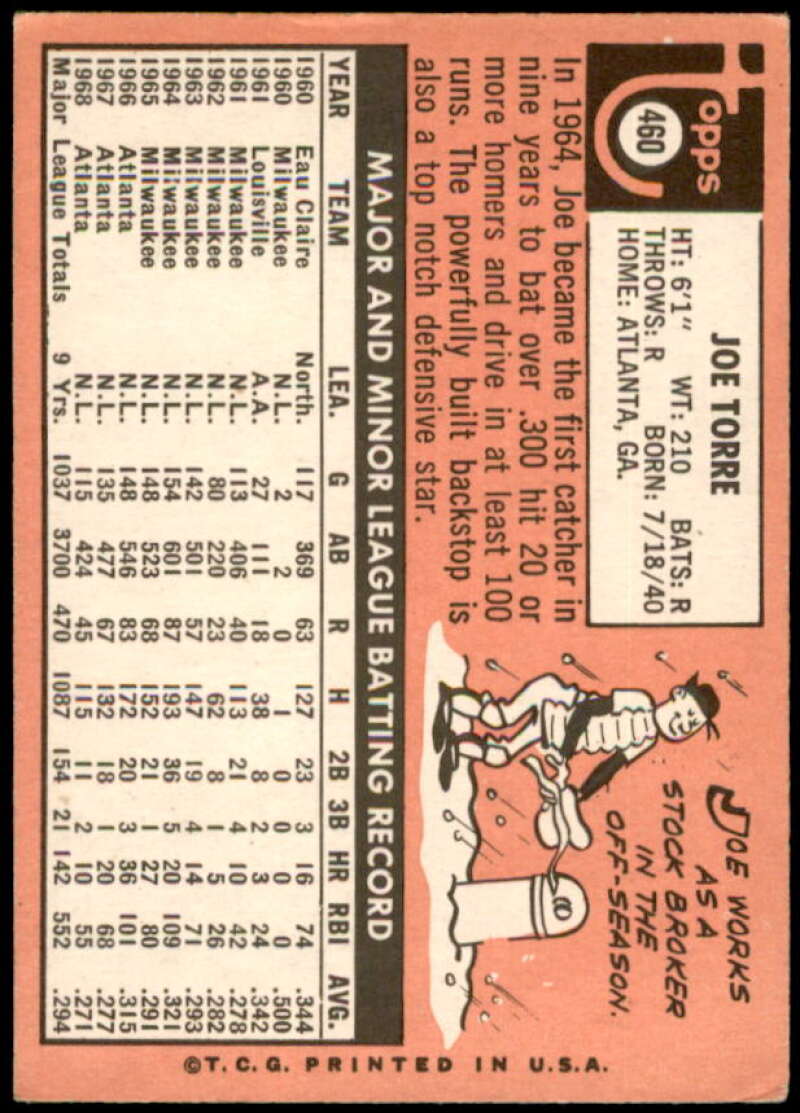 Topps
460
JOE TORRE
HT: 6'1" WT: 210 BATS: R
THROWS: R BORN: 7/18/40
HOME: ATLANTA, GA.
In 1964, Joe became the first catcher in
nine years to bat over .300 hit 20 or
more homers and drive in at least 100
runs. The powerfully built backstop is
also a top notch defensive star.
JOE WORKS
AS A
STOCK BROKER
IN THE
OFF-SEASON.
MAJOR AND MINOR LEAGUE BATTING RECORD
YEAR TEAM LEA. G AB R H 2B 3B HR RBI AVG.
1960 Eau Claire North. 117 369 63 127 23 3 16 74 .344
1960 Milwaukee N.L. 2 2 0 1 0 0 0 0 .500
1961 Louisville A.A. 27 111 18 38 8 2 3 24 .342
1961 Milwaukee N.L. 113 406 40 113 21 4 10 42 .278
1962 Milwaukee N.L. 80 220 23 62 8 1 5 26 .282
1963 Milwaukee N.L. 142 501 57 147 19 4 14 71 .293
1964 Milwaukee N.L. 154 601 87 193 36 5 20 109 .321
1965 Milwaukee N.L. 148 523 68 152 21 1 27 80 .291
1966 Atlanta N.L. 148 546 83 172 20 3 36 101 .315
1967 Atlanta N.L. 135 477 67 132 18 1 20 68 .277
1968 Atlanta N.L. 115 424 45 115 11 2 10 55 .271
Major League Totals 9 Yrs. 1037 3700 470 1087 154 21 142 552 .294
©T.C.G. PRINTED IN U.S.A.